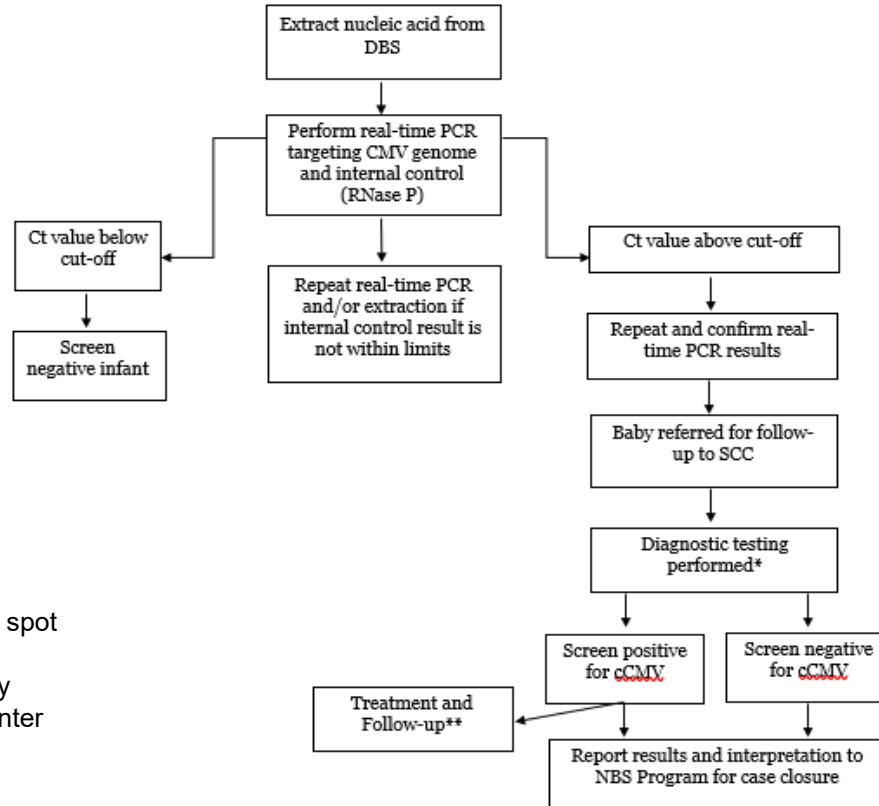 Extract nucleic acid from
DBS
Perform real-time PCR
targeting CMV genome
and internal control
(RNase P)
Ct value below
cut-off
Ct value above cut-off
Repeat real-time PCR
and/or extraction if
internal control result is
not within limits
Screen
negative infant
Repeat and confirm real-
time PCR results
Baby referred for follow-
up to SCC
Diagnostic testing
performed*
spot
Screen positive
for cCMV
Screen negative
for cCMV
y
nter
Treatment and
Follow-up**
Report results and interpretation to
NBS Program for case closure